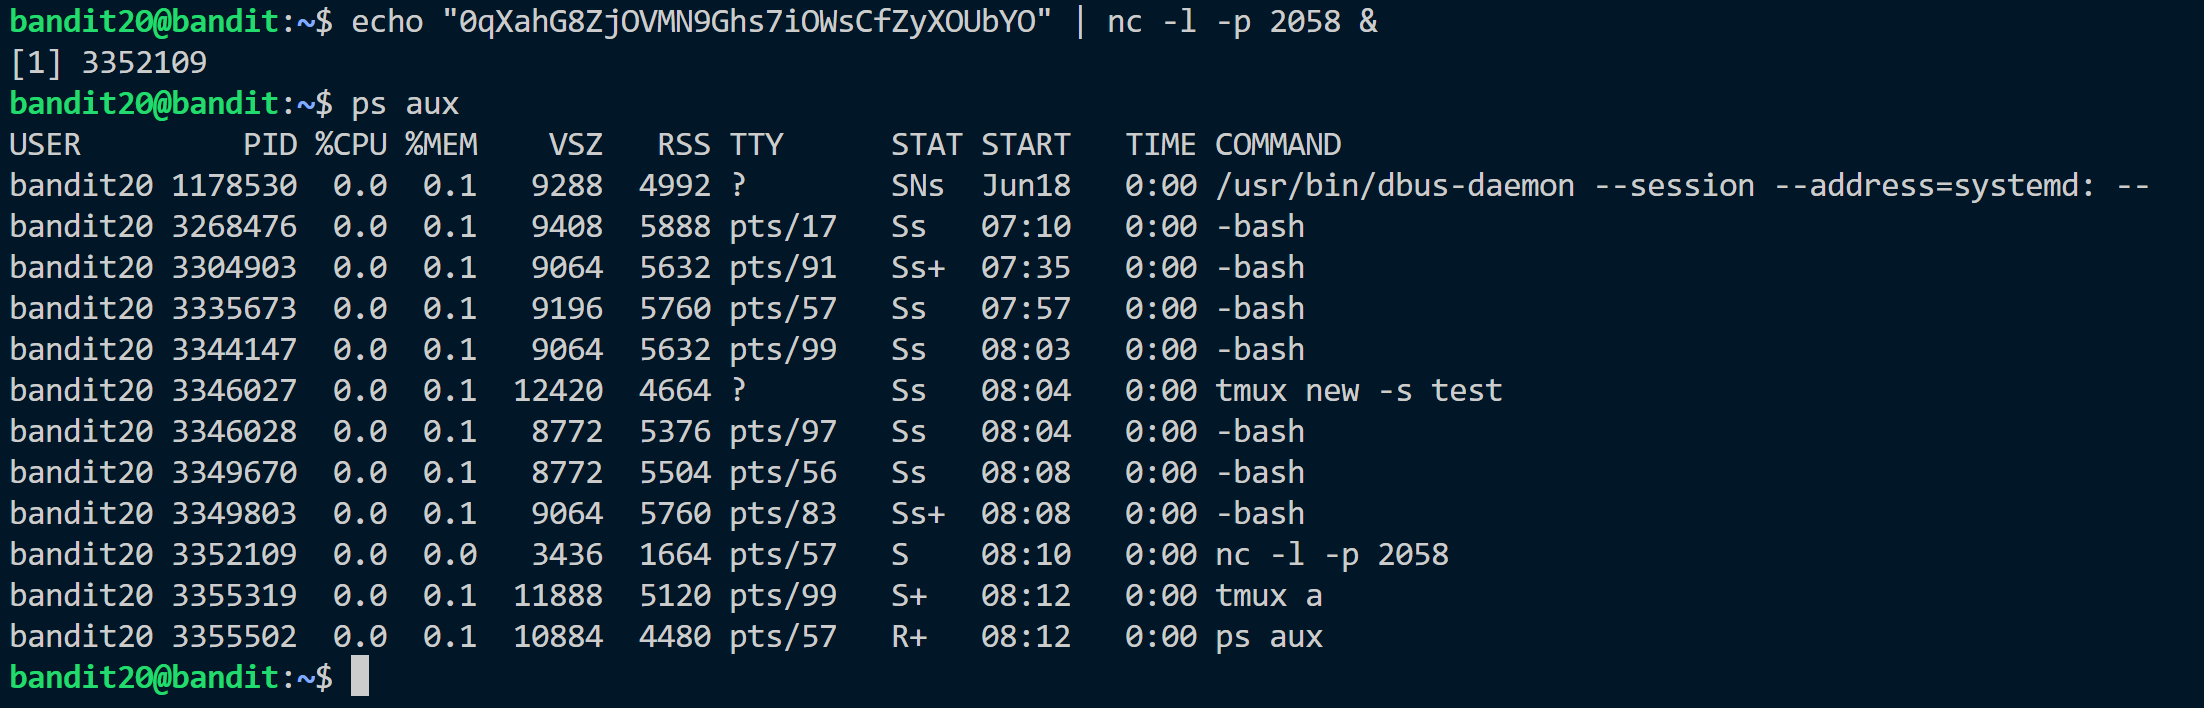 bandit20@bandit:~$ echo "0qXahG8ZjOVMN9Ghs7iOWsCfZyXOUbYO" | nc -l -p 2058 &
[1] 3352109
bandit20@bandit:~$ ps aux
USER         PID %CPU %MEM    VSZ   RSS TTY      STAT START   TIME COMMAND
bandit20 1178530  0.0  0.1   9288  4992 ?        SNs  Jun18   0:00 /usr/bin/dbus-daemon --session --address=systemd: --
bandit20 3268476  0.0  0.1   9408  5888 pts/17   Ss   07:10   0:00 -bash
bandit20 3304903  0.0  0.1   9064  5632 pts/91   Ss+  07:35   0:00 -bash
bandit20 3335673  0.0  0.1   9196  5760 pts/57   Ss   07:57   0:00 -bash
bandit20 3344147  0.0  0.1   9064  5632 pts/99   Ss   08:03   0:00 -bash
bandit20 3346027  0.0  0.1  12420  4664 ?        Ss   08:04   0:00 tmux new -s test
bandit20 3346028  0.0  0.1   8772  5376 pts/97   Ss   08:04   0:00 -bash
bandit20 3349670  0.0  0.1   8772  5504 pts/56   Ss   08:08   0:00 -bash
bandit20 3349803  0.0  0.1   9064  5760 pts/83   Ss+  08:08   0:00 -bash
bandit20 3352109  0.0  0.0   3436  1664 pts/57   S    08:10   0:00 nc -l -p 2058
bandit20 3355319  0.0  0.1  11888  5120 pts/99   S+   08:12   0:00 tmux a
bandit20 3355502  0.0  0.1  10884  4480 pts/57   R+   08:12   0:00 ps aux
bandit20@bandit:~$